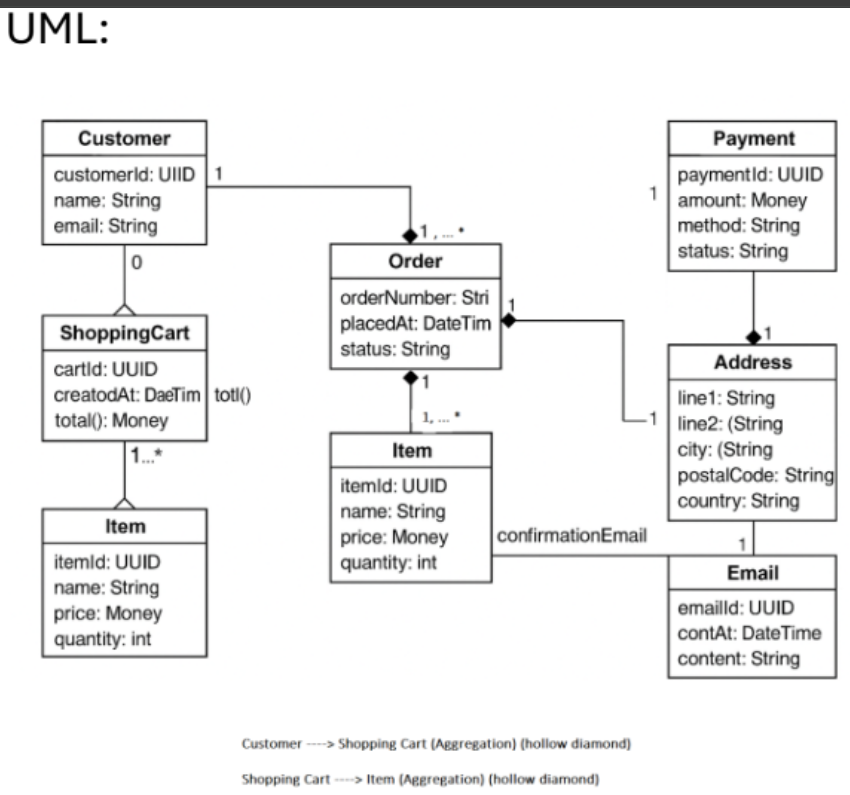 UML:
Customer
customerId: UIID
name: String
email: String
1
0
ShoppingCart
cartId: UUID
creatodAt: DaeTim totl()
total(): Money
1...*
Item
itemId: UUID
name: String
price: Money
quantity: int
1, ... *
Order
orderNumber: Stri
placedAt: DateTim
status: String
1
1
1, ... *
Item
itemId: UUID
name: String
price: Money
quantity: int
confirmationEmail
Payment
paymentId: UUID
amount: Money
method: String
status: String
1
1
Address
line1: String
line2: (String
city: (String
postalCode: String
country: String
1
1
Email
emailId: UUID
contAt: DateTime
content: String
Customer ----> Shopping Cart (Aggregation) (hollow diamond)
Shopping Cart ----> Item (Aggregation) (hollow diamond)